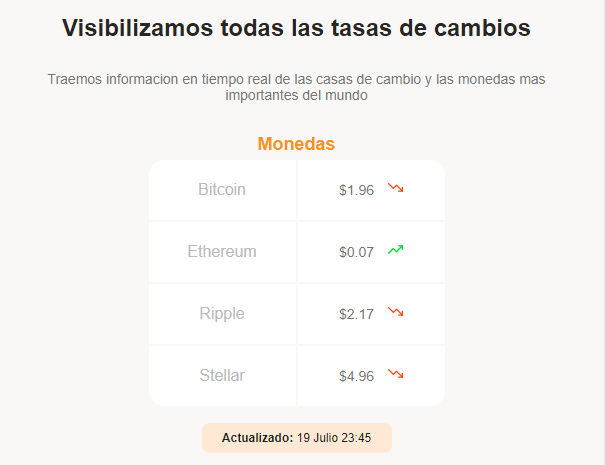 Visibilizamos todas las tasas de cambios
Traemos informacion en tiempo real de las casas de cambio y las monedas mas
importantes del mundo
Monedas
Bitcoin $1.96
Ethereum $0.07
Ripple $2.17
Stellar $4.96
Actualizado: 19 Julio 23:45